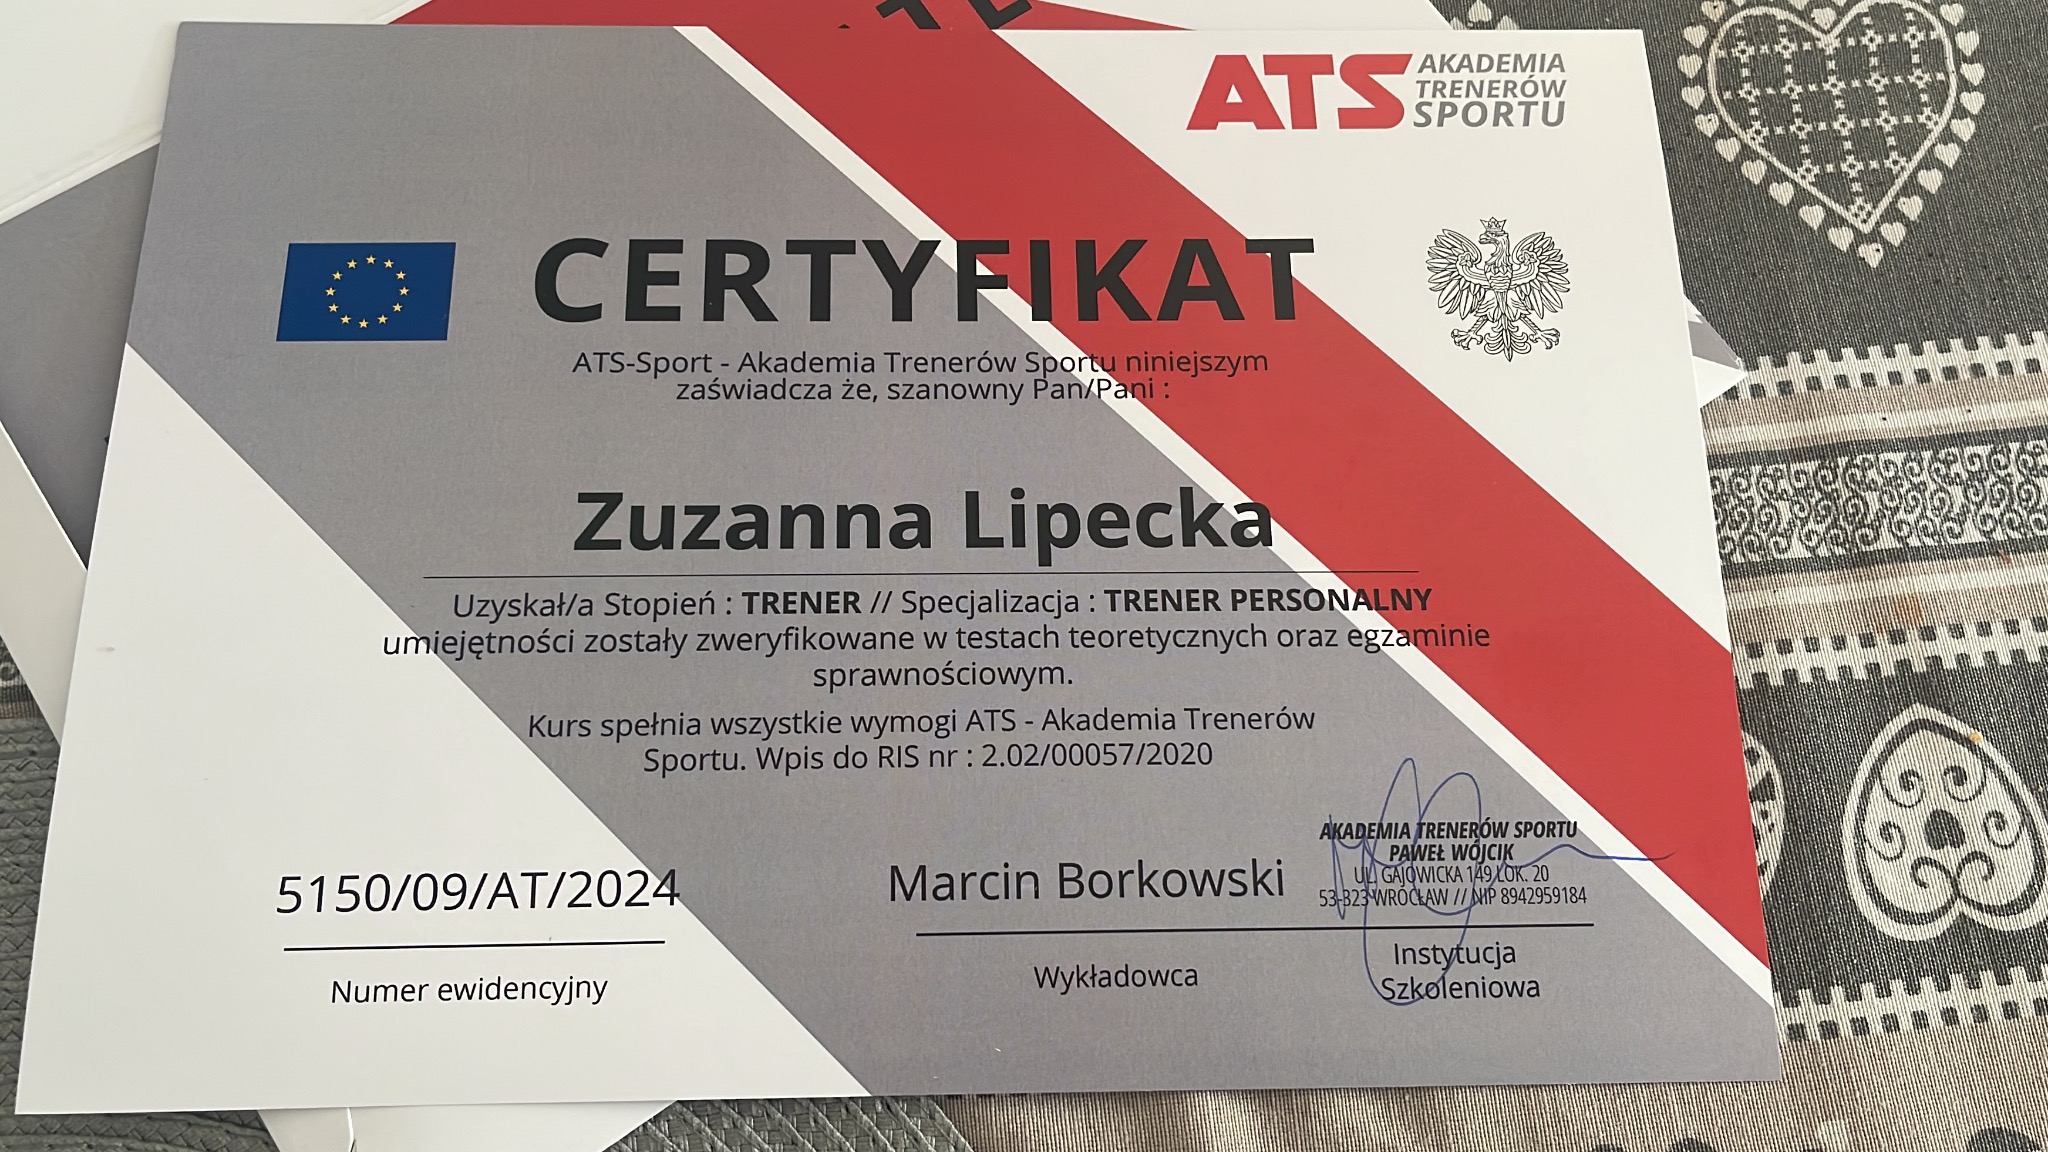 ATS AKADEMIA
TRENERÓW
SPORTU
CERTYFIKAT
ATS-Sport - Akademia Trenerów Sportu niniejszym
zaświadcza że, szanowny Pan/Pani :
Zuzanna Lipecka
Uzyskał/a Stopień : TRENER // Specjalizacja : TRENER PERSONALNY
umiejętności zostały zweryfikowane w testach teoretycznych oraz egzaminie
sprawnościowym.
Kurs spełnia wszystkie wymogi ATS - Akademia Trenerów
Sportu. Wpis do RIS nr : 2.02/00057/2020
5150/09/AT/2024
Numer ewidencyjny
Marcin Borkowski
Wykładowca
AKADEMIA TRENERÓW SPORTU
PAWEŁ WÓJCIK
UL. GAJOWICKA 149 LOK. 20
53-323 WROCŁAW // NIP 8942959184
Instytucja
Szkoleniowa